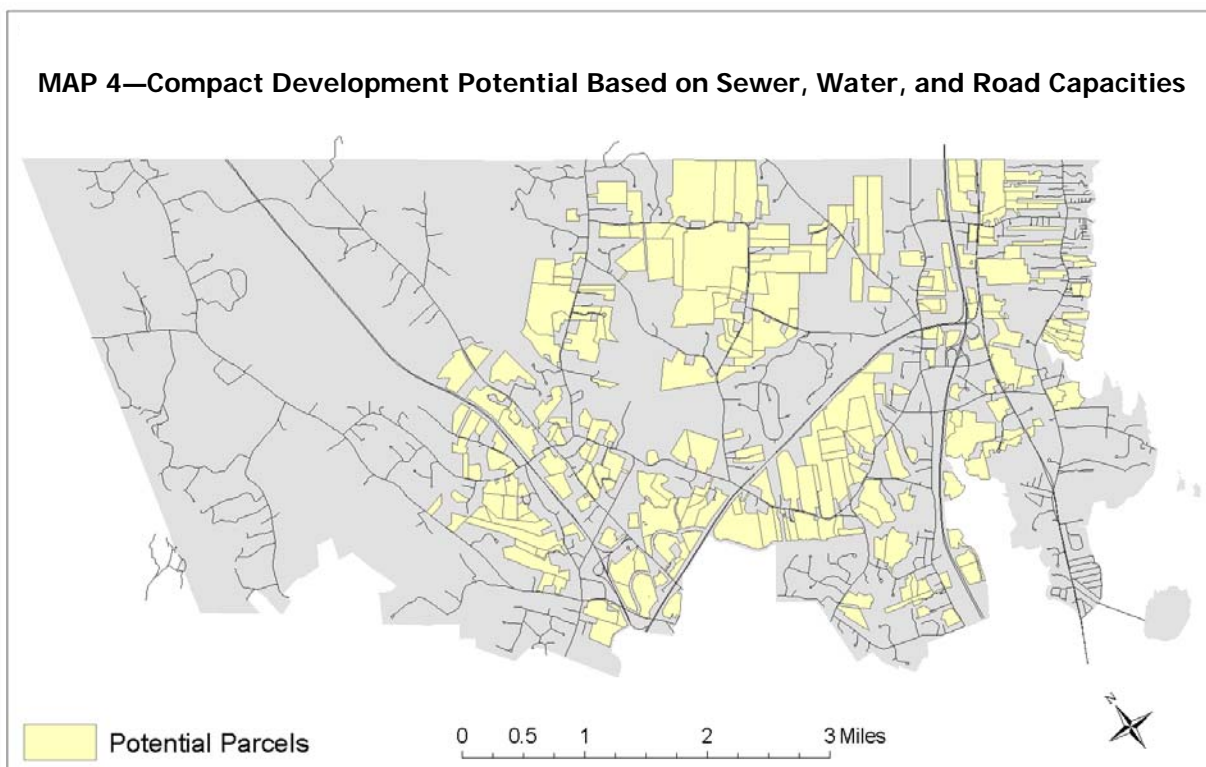 MAP 4—Compact Development Potential Based on Sewer, Water, and Road Capacities
N
Potential Parcels
0 0.5 1 2 3 Miles